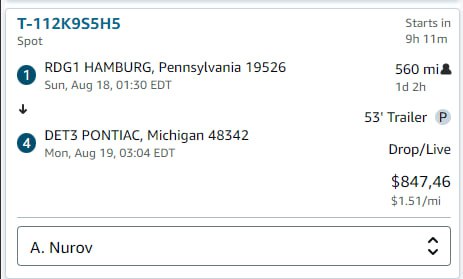 T-112K9S5H5
Starts in
Spot
9h 11m
1
RDG1 HAMBURG, Pennsylvania 19526
560 mi
Sun, Aug 18, 01:30 EDT
1d 2h
53' Trailer P
4
DET3 PONTIAC, Michigan 48342
Mon, Aug 19, 03:04 EDT
Drop/Live
$847,46
$1.51/mi
A. Nurov